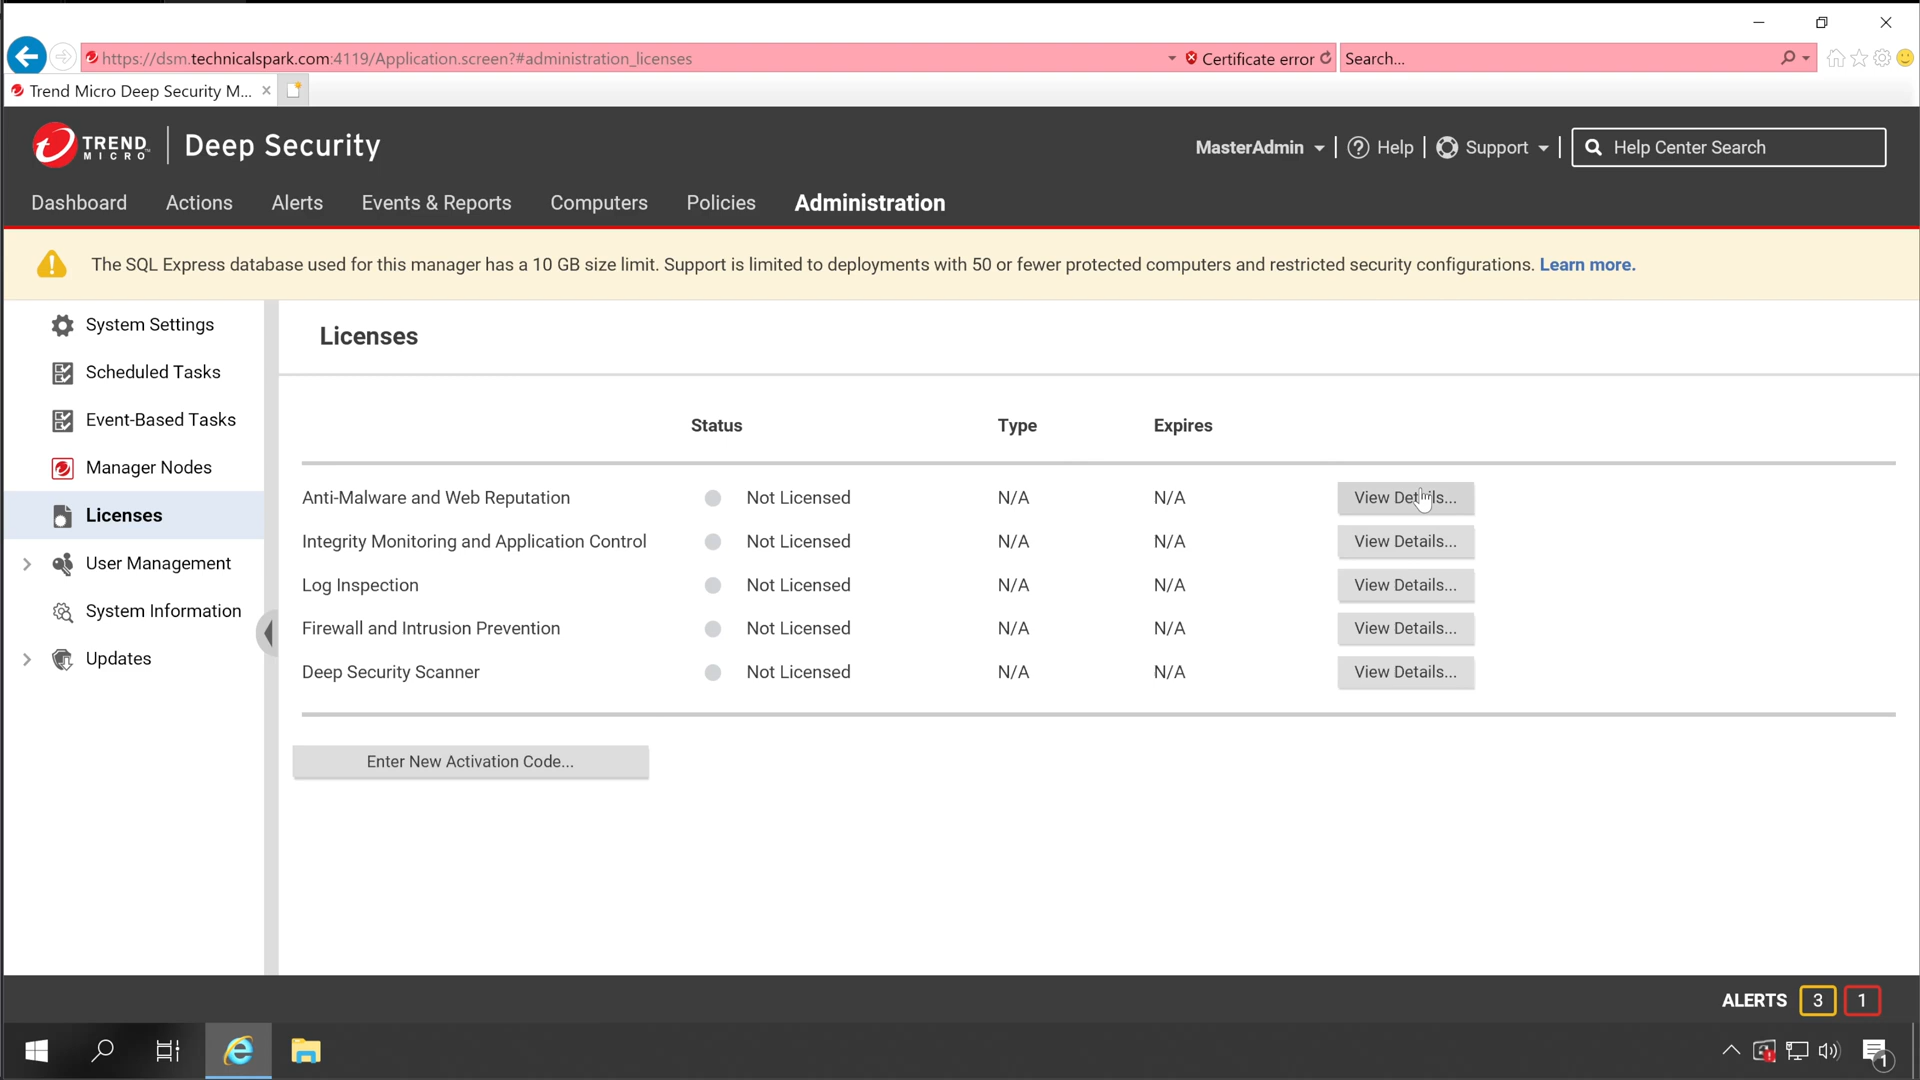 https://dsm.technicalspark.com:4119/Application.screen?#administration_licenses
Certificate error
Search...
Trend Micro Deep Security M...
TREND MICRO
Deep Security
MasterAdmin
Help
Support
Help Center Search
Dashboard
Actions
Alerts
Events & Reports
Computers
Policies
Administration
The SQL Express database used for this manager has a 10 GB size limit. Support is limited to deployments with 50 or fewer protected computers and restricted security configurations. Learn more.
System Settings
Scheduled Tasks
Event-Based Tasks
Manager Nodes
Licenses
User Management
System Information
Updates
Licenses
Status Type Expires
Anti-Malware and Web Reputation Not Licensed N/A N/A View Details...
Integrity Monitoring and Application Control Not Licensed N/A N/A View Details...
Log Inspection Not Licensed N/A N/A View Details...
Firewall and Intrusion Prevention Not Licensed N/A N/A View Details...
Deep Security Scanner Not Licensed N/A N/A View Details...
Enter New Activation Code...
ALERTS 3 1
1